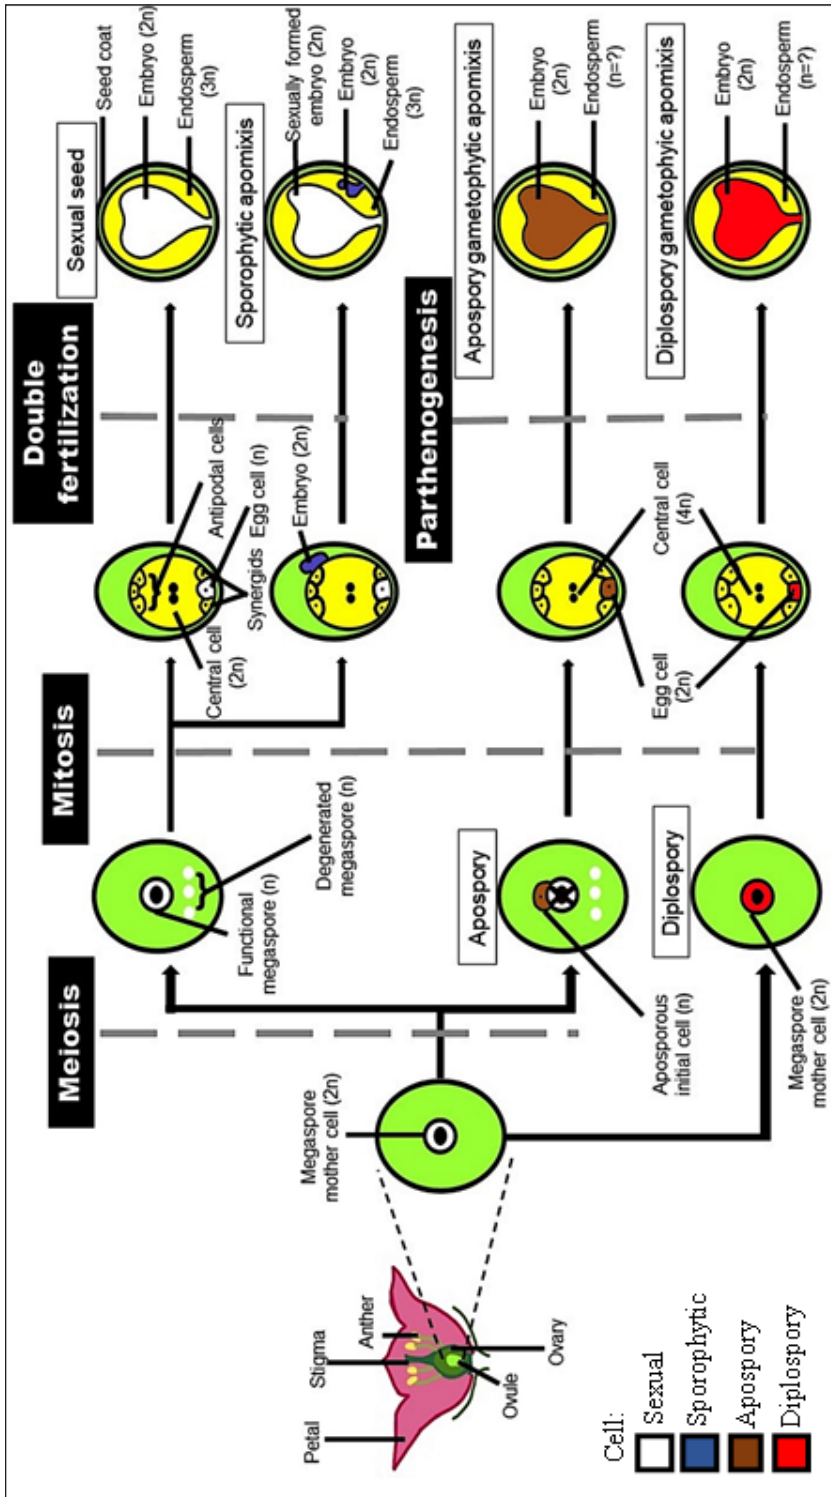 Meiosis
Mitosis
Double
fertilization
Parthenogenesis
Petal
Stigma
Anther
Ovule
Ovary
Megaspore
mother cell (2n)
Functional
megaspore (n)
Degenerated
megaspore (n)
Central cell
(2n)
Synergids
Antipodal cells
Egg cell (n)
Embryo (2n)
Sexual seed
Seed coat
Embryo (2n)
Endosperm
(3n)
Sporophytic apomixis
Sexually formed
embryo (2n)
Embryo
(2n)
Endosperm
(3n)
Apospory
Aposporous
initial cell (n)
Egg cell
(2n)
Central cell
(4n)
Apospory gametophytic apomixis
Embryo
(2n)
Endosperm
(n=?)
Diplospory
Megaspore
mother cell (2n)
Diplospory gametophytic apomixis
Embryo
(2n)
Endosperm
(n=?)
Cell:
Sexual
Sporophytic
Apospory
Diplospory